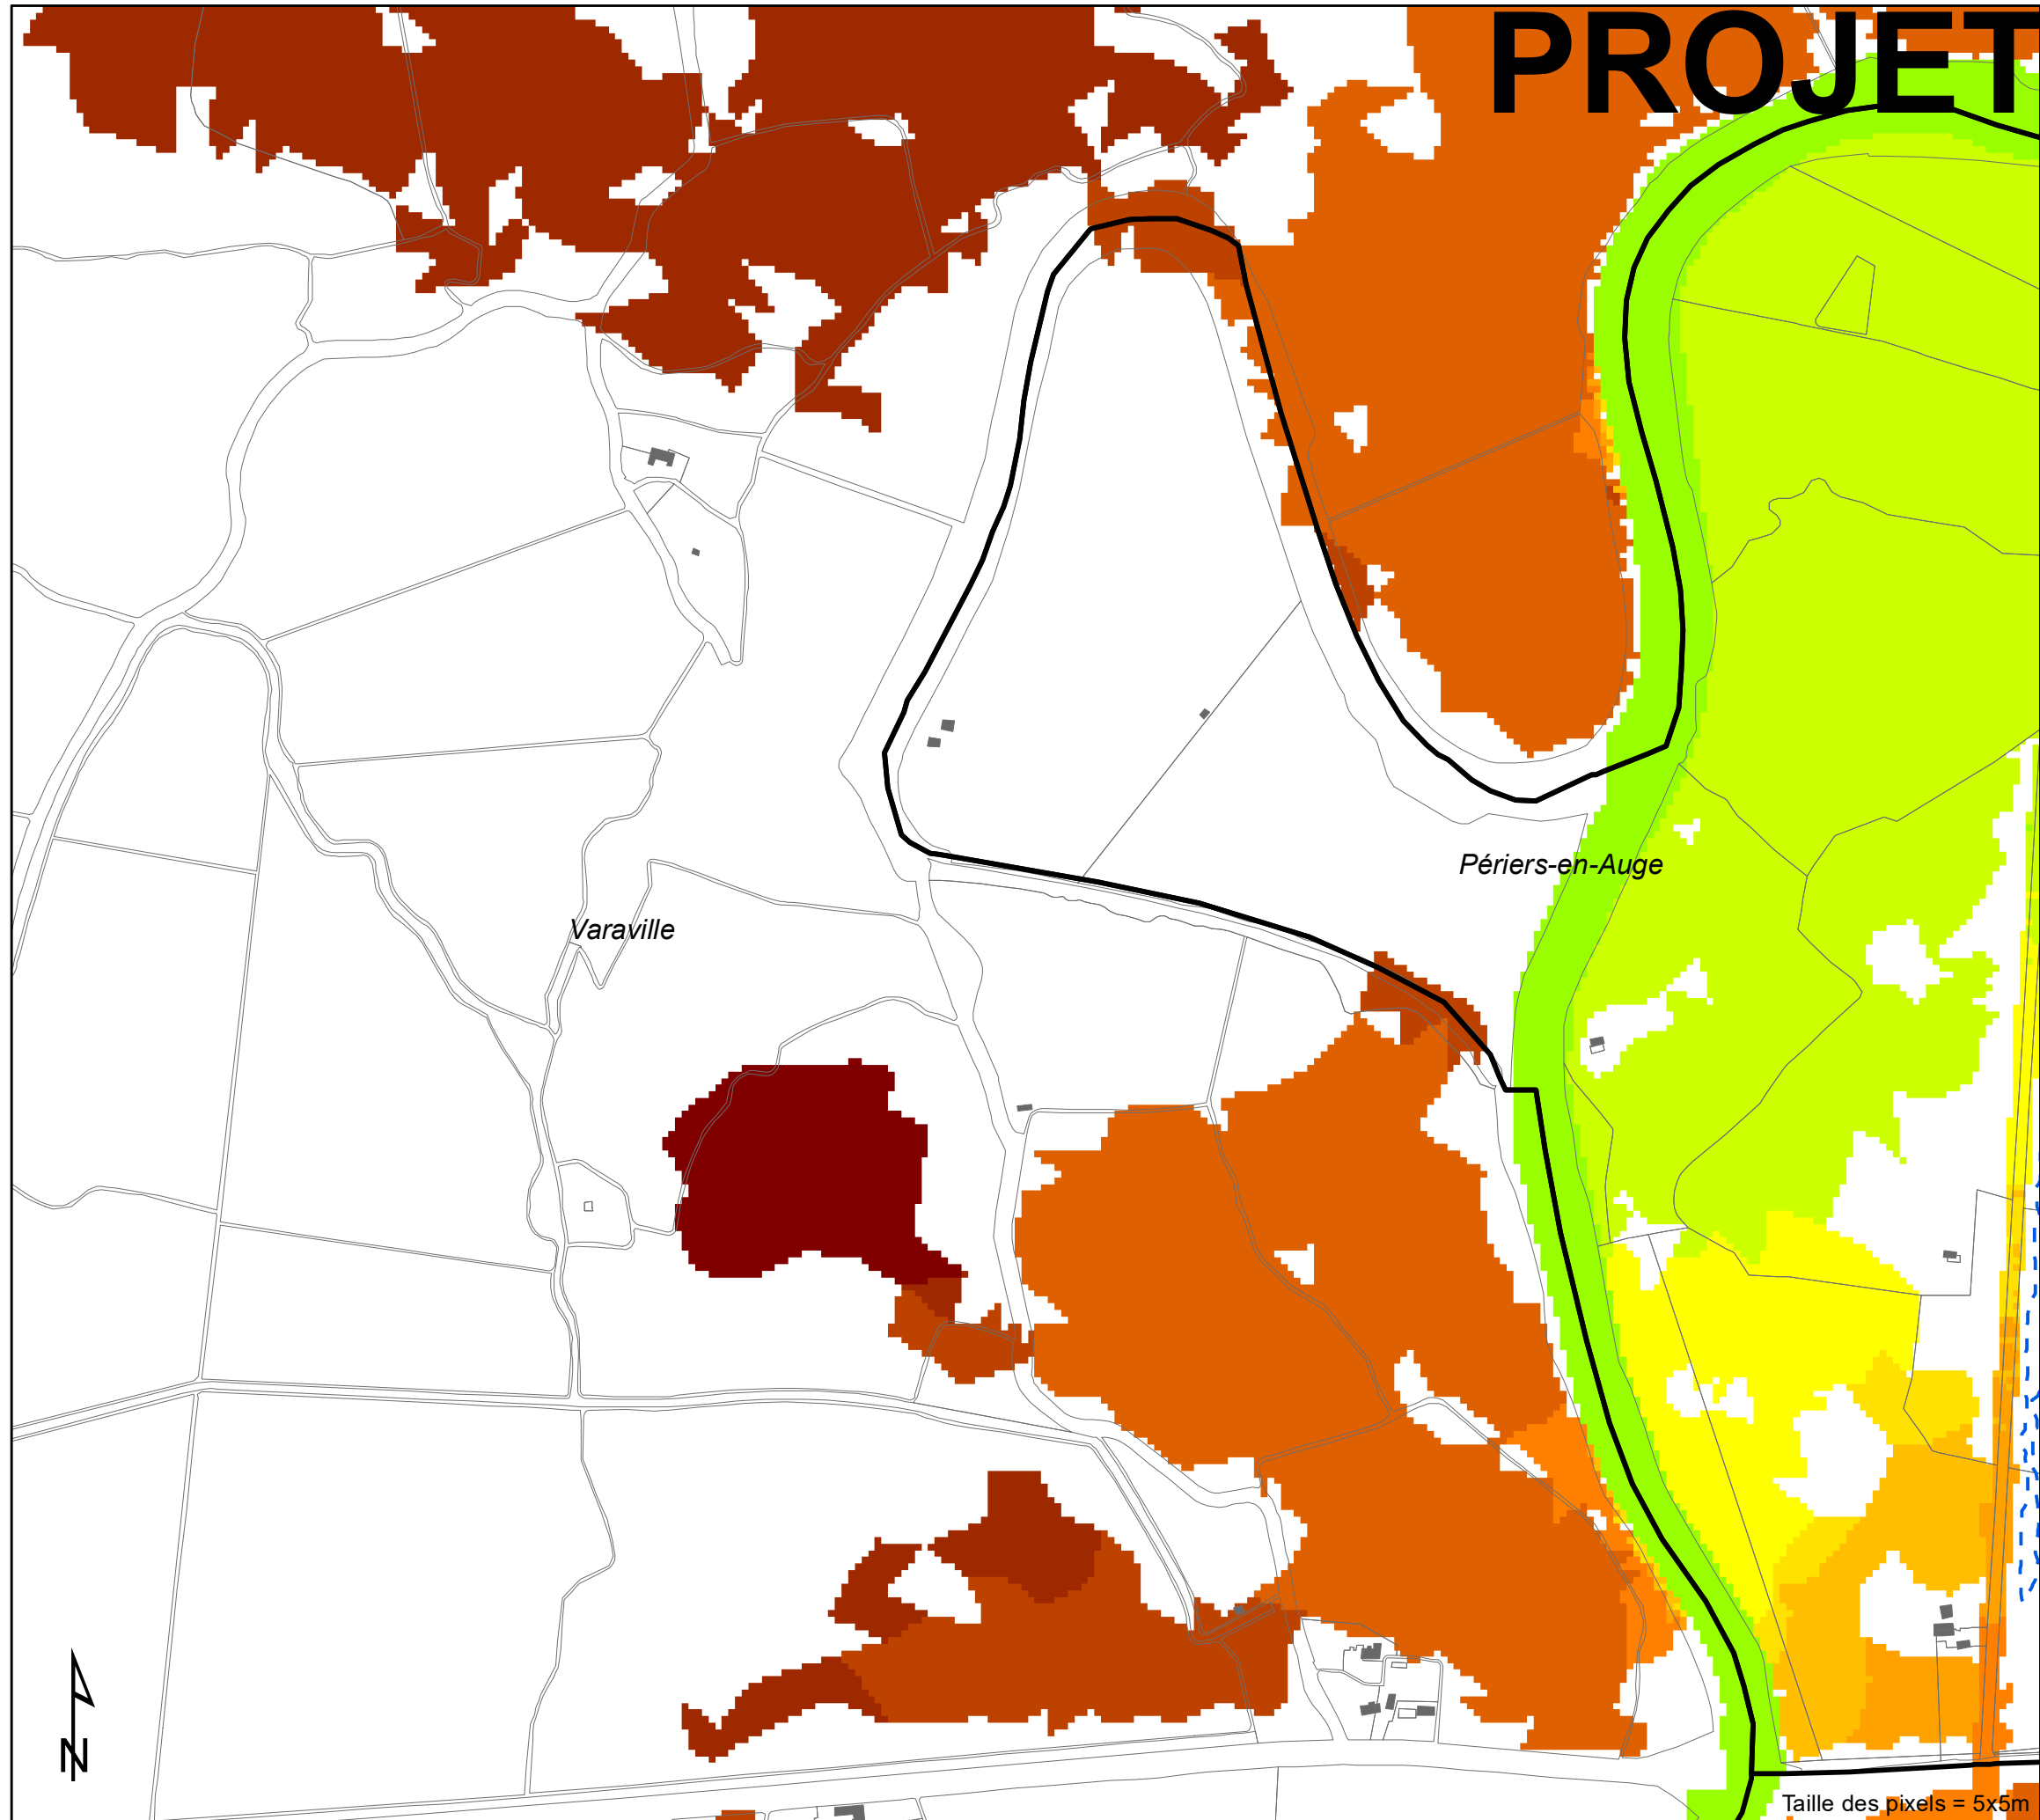 PROJET
Périers-en-Auge
Varaville
N
Taille des pixels = 5x5m